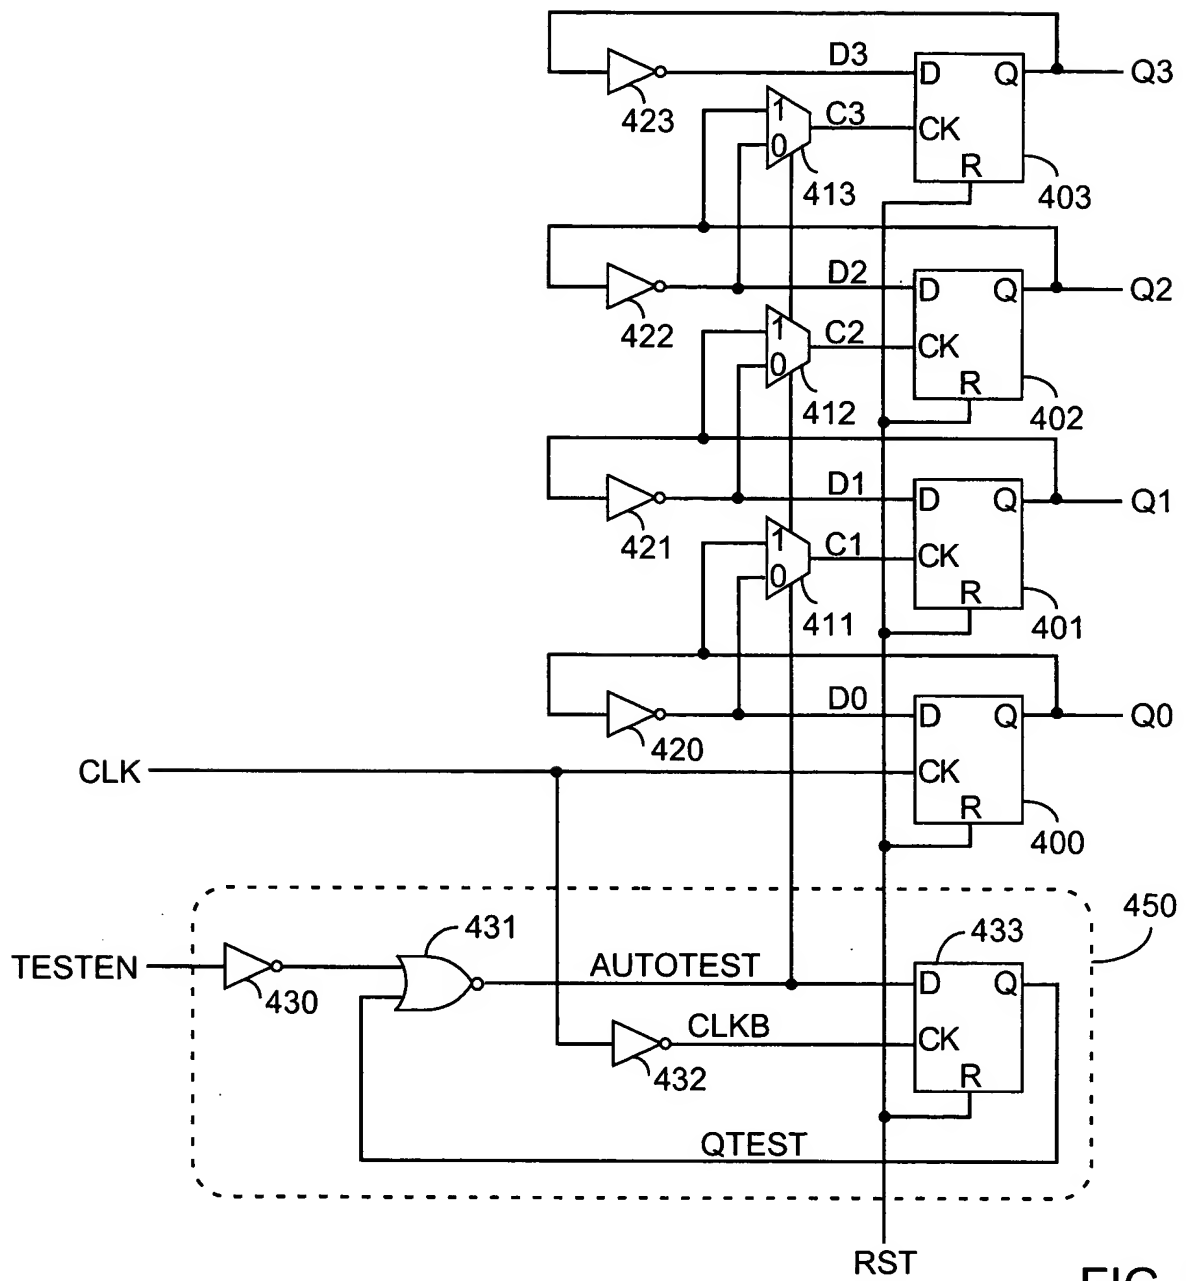 D3
D Q
Q3
423
1
C3
CK
0
413
R
403
D2
D Q
Q2
422
1
C2
CK
0
412
R
402
D1
D Q
Q1
421
1
C1
CK
0
411
R
401
D0
D Q
Q0
420
CLK
CK
R
400
450
431
433
TESTEN
AUTOTEST
D Q
430
CLKB
CK
432
R
QTEST
RST
FIG